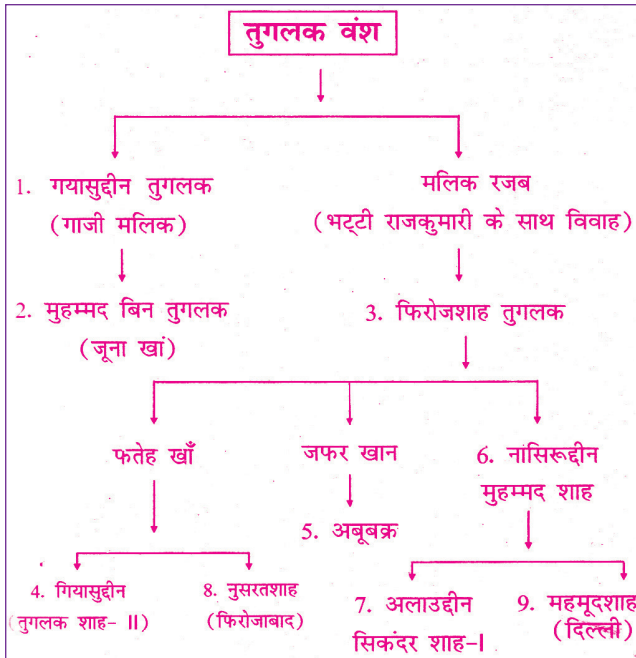 तुगलक वंश
1. गयासुद्दीन तुगलक
(गाजी मलिक)
मलिक रजब
(भट्टी राजकुमारी के साथ विवाह)
2. मुहम्मद बिन तुगलक
(जूना खां)
3. फिरोजशाह तुगलक
फतेह खाँ
जफर खान
5. अबूबक्र
6. नासिरूद्दीन
मुहम्मद शाह
4. गियासुद्दीन
(तुगलक शाह- II)
8. नुसरतशाह
(फिरोजाबाद)
7. अलाउद्दीन
सिकंदर शाह-I
9. महमूदशाह
(दिल्ली)